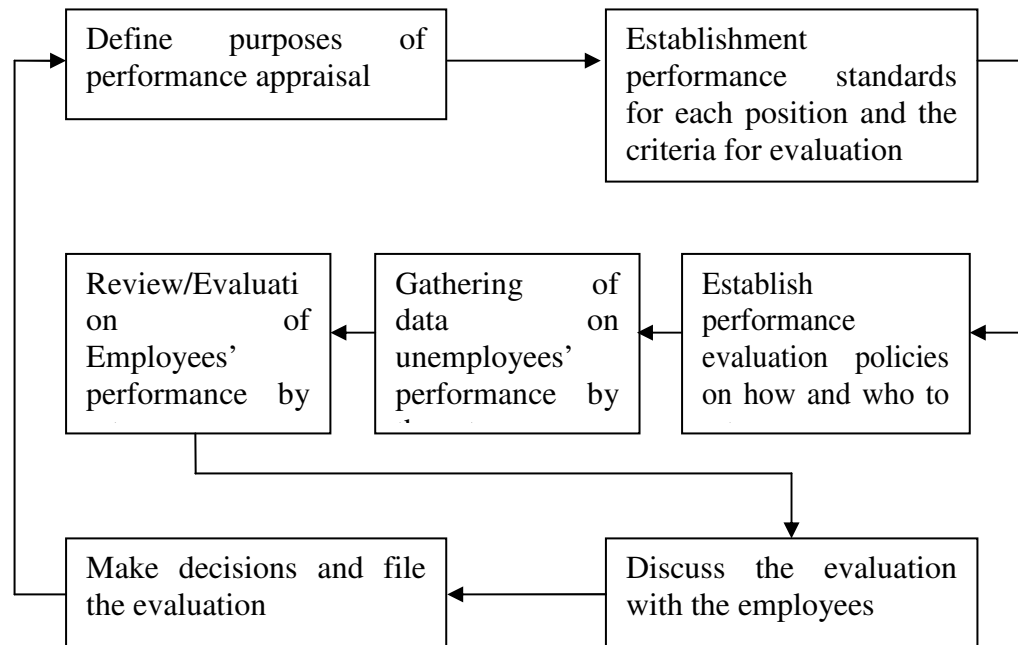 Define purposes of
performance appraisal
Establishment
performance standards
for each position and the
criteria for evaluation
Establish
performance
evaluation policies
on how and who to
Gathering of
data on
unemployees’
performance by
Review/Evaluati
on of
Employees’
performance by
Discuss the evaluation
with the employees
Make decisions and file
the evaluation